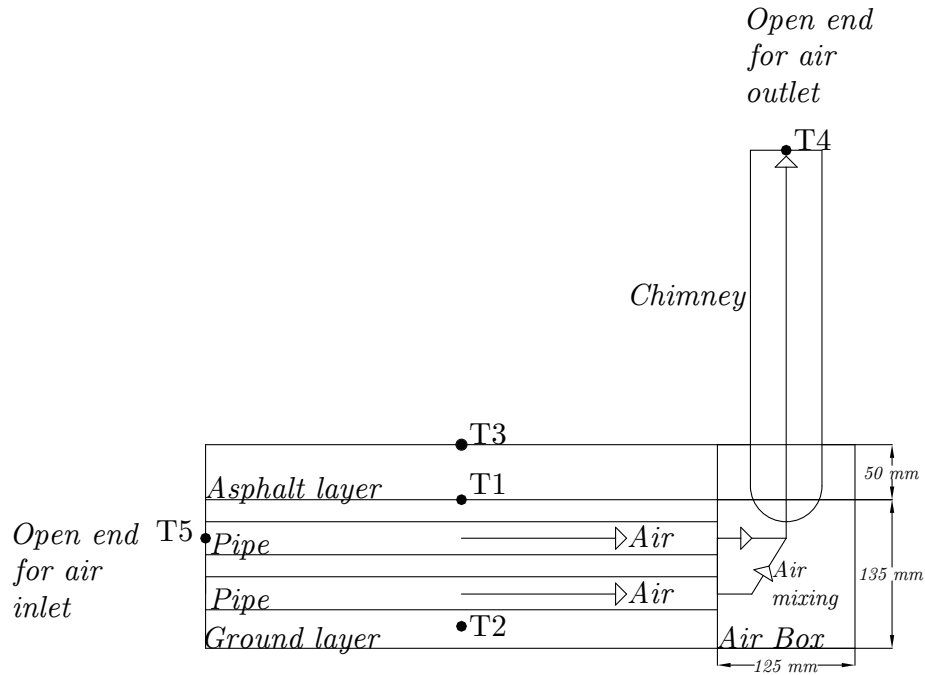 Open end
for air
outlet
T4
Chimney
T3
50 mm
Asphalt layer
T1
Open end
for air
inlet
T5
Pipe
Air
Pipe
Air
Air
mixing
135 mm
Ground layer
T2
Air Box
125 mm